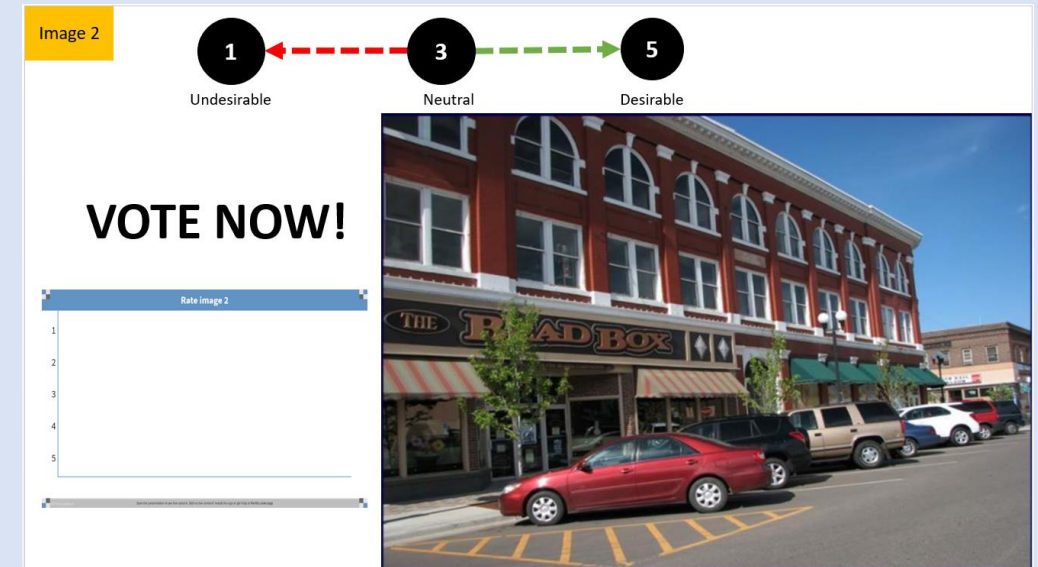 Image 2
1 3 5
Undesirable Neutral Desirable
VOTE NOW!
Rate image 2
1
2
3
4
5
THE BEAD BOX